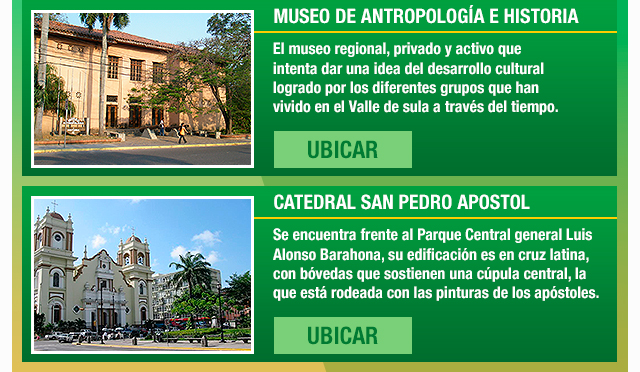 MUSEO DE ANTROPOLOGÍA E HISTORIA
El museo regional, privado y activo que
intenta dar una idea del desarrollo cultural
logrado por los diferentes grupos que han
vivido en el Valle de sula a través del tiempo.
UBICAR
CATEDRAL SAN PEDRO APOSTOL
Se encuentra frente al Parque Central general Luis
Alonso Barahona, su edificación es en cruz latina,
con bóvedas que sostienen una cúpula central, la
que está rodeada con las pinturas de los apóstoles.
UBICAR